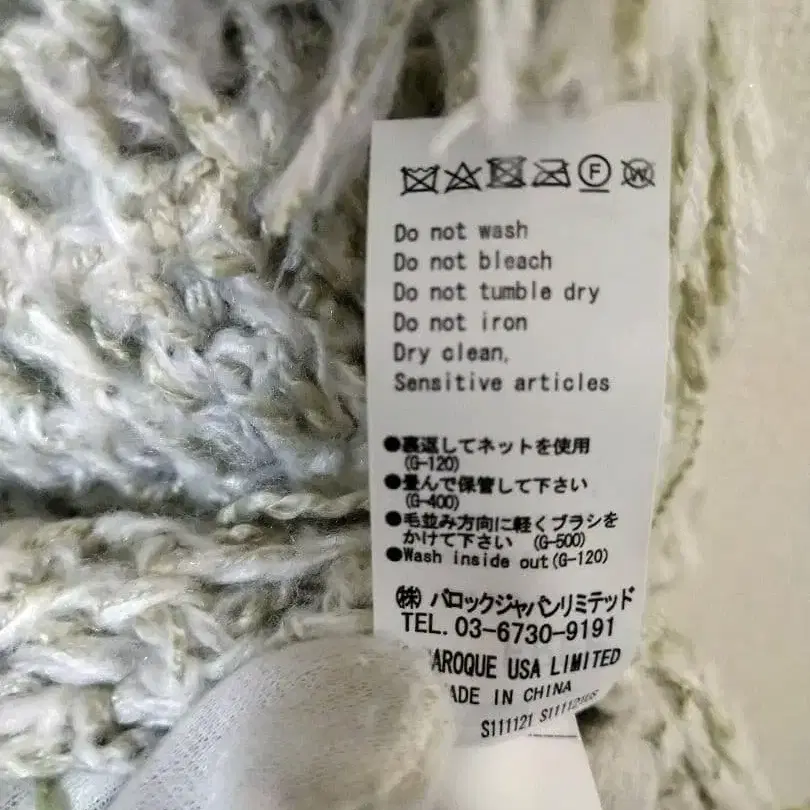 F W
Do not wash
Do not bleach
Do not tumble dry
Do not iron
Dry clean,
Sensitive articles
●裏返してネットを使用
(G-120)
●畳んで保管して下さい
(G-400)
●毛並み方向に軽くブラシを
かけて下さい (G-500)
●Wash inside out(G-120)
㈱ バロックジャパンリミテッド
TEL. 03-6730-9191
AROQUE USA LIMITED
ADE IN CHINA
S111121